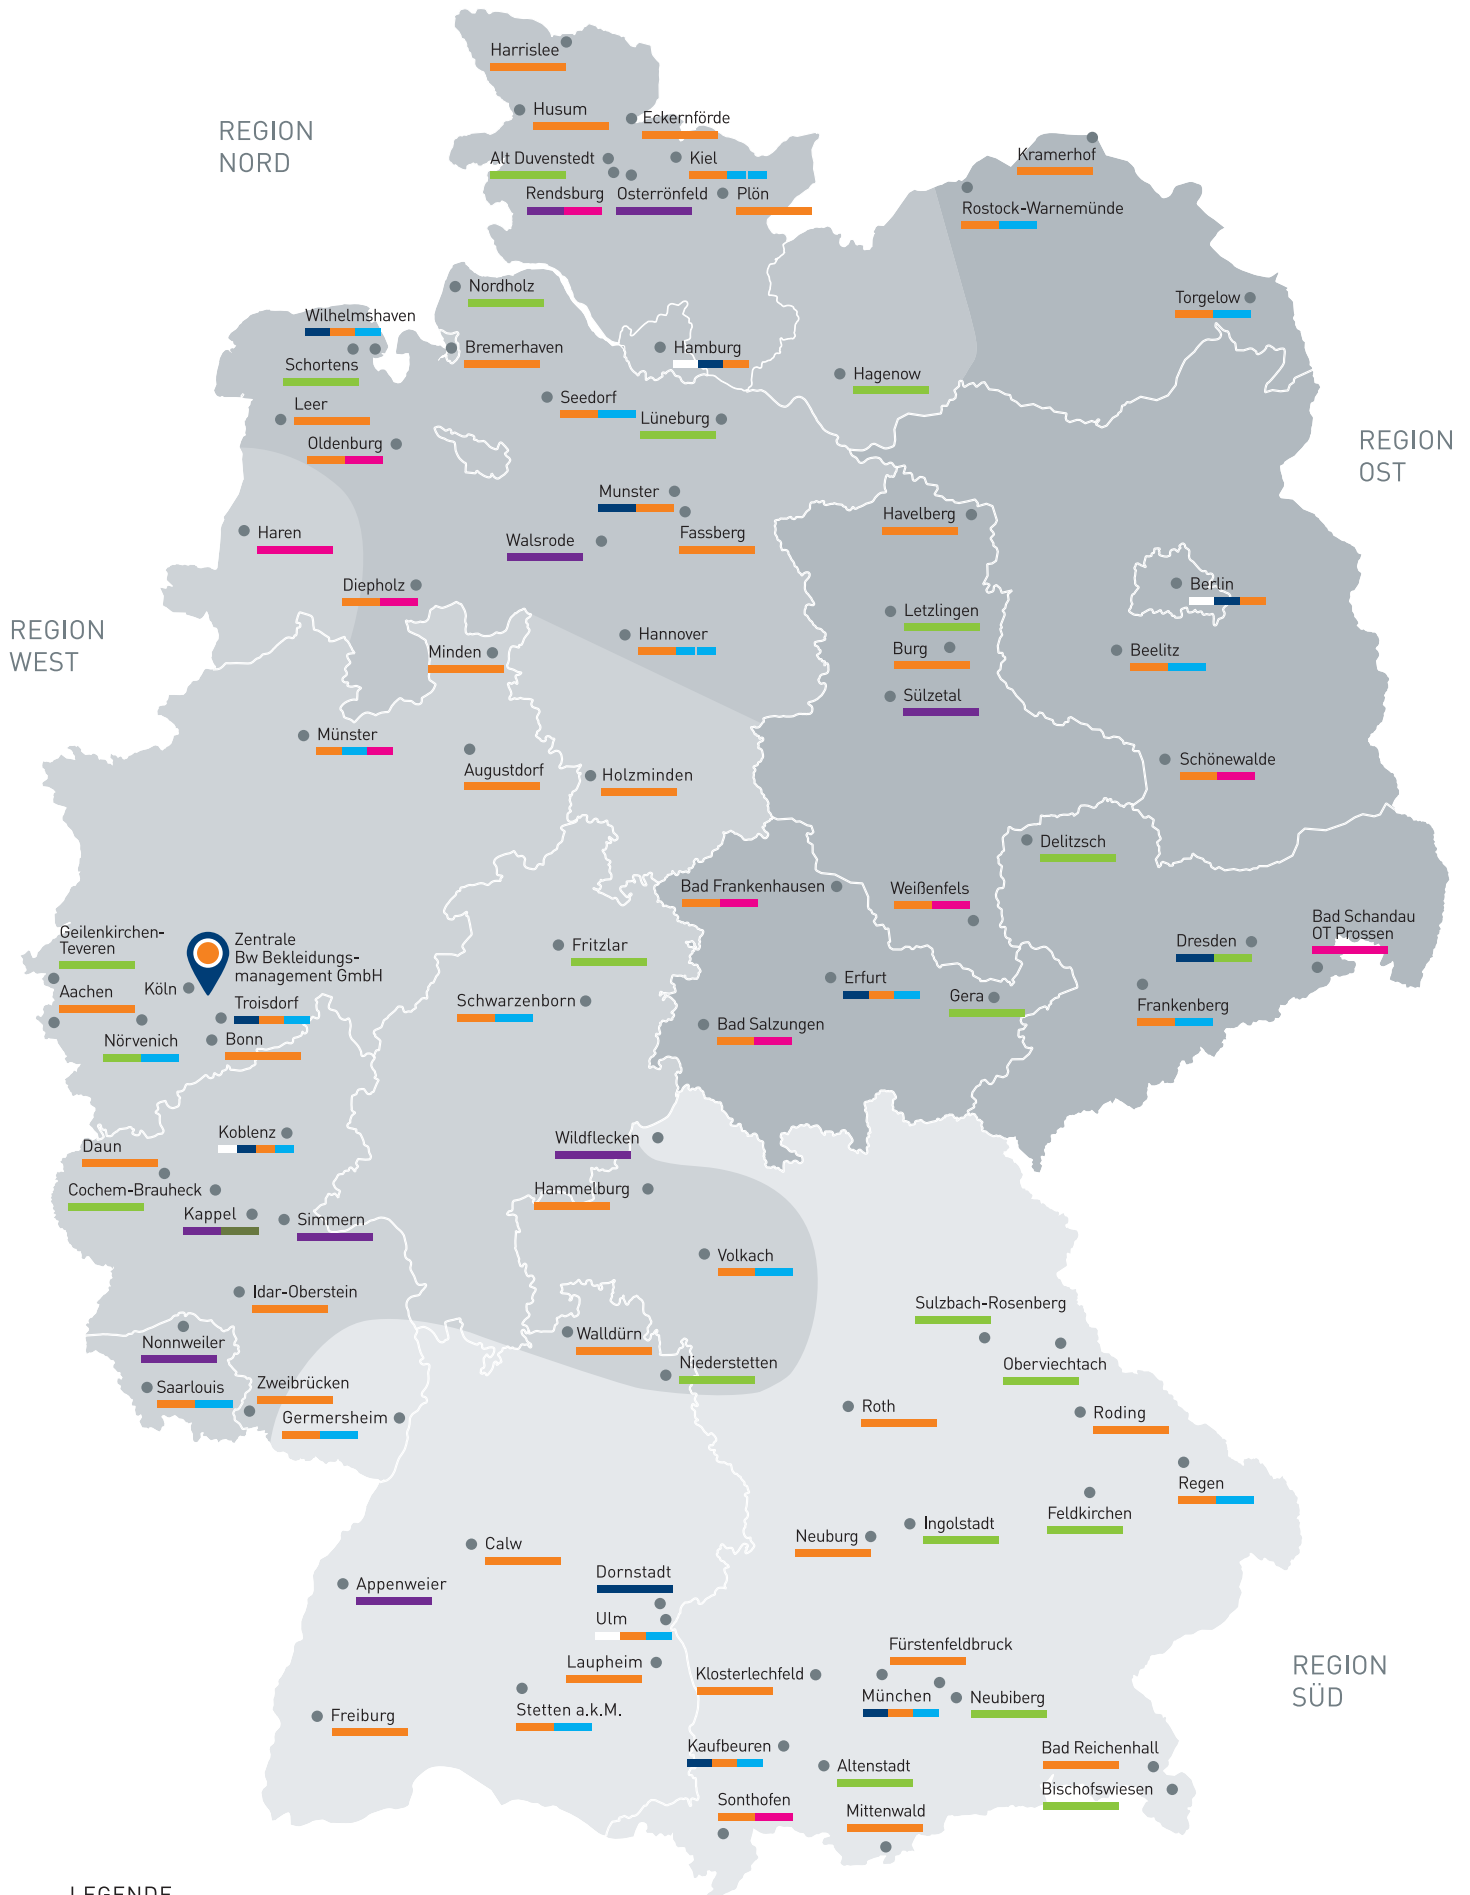 Harrislee
Husum
Eckernförde
REGION
NORD
Alt Duvenstedt
Kiel
Kramerhof
Rendsburg
Osterrönfeld
Plön
Rostock-Warnemünde
Nordholz
Torgelow
Wilhelmshaven
Bremerhaven
Hamburg
Schortens
Hagenow
Leer
Seedorf
Lüneburg
Oldenburg
REGION
OST
Munster
Havelberg
Haren
Walsrode
Fassberg
Diepholz
Berlin
Letzlingen
REGION
WEST
Hannover
Minden
Burg
Beelitz
Sülzetal
Münster
Augustdorf
Holzminden
Schönewalde
Delitzsch
Bad Frankenhausen
Weißenfels
Bad Schandau
OT Prossen
Geilenkirchen-
Teveren
Zentrale
Bw Bekleidungs-
management GmbH
Fritzlar
Dresden
Aachen
Köln
Troisdorf
Schwarzenborn
Erfurt
Gera
Frankenberg
Nörvenich
Bonn
Bad Salzungen
Koblenz
Wildflecken
Daun
Cochem-Brauheck
Hammelburg
Kappel
Simmern
Volkach
Idar-Oberstein
Sulzbach-Rosenberg
Nonnweiler
Walldürn
Niederstetten
Oberviechtach
Saarlouis
Zweibrücken
Germersheim
Roth
Roding
Regen
Feldkirchen
Calw
Neuburg
Ingolstadt
Appenweier
Dornstadt
Ulm
Laupheim
Fürstenfeldbruck
Klosterlechfeld
REGION
SÜD
Freiburg
Stetten a.k.M.
München
Neubiberg
Kaufbeuren
Altenstadt
Bad Reichenhall
Bischofswiesen
Sonthofen
Mittenwald
LEGENDE